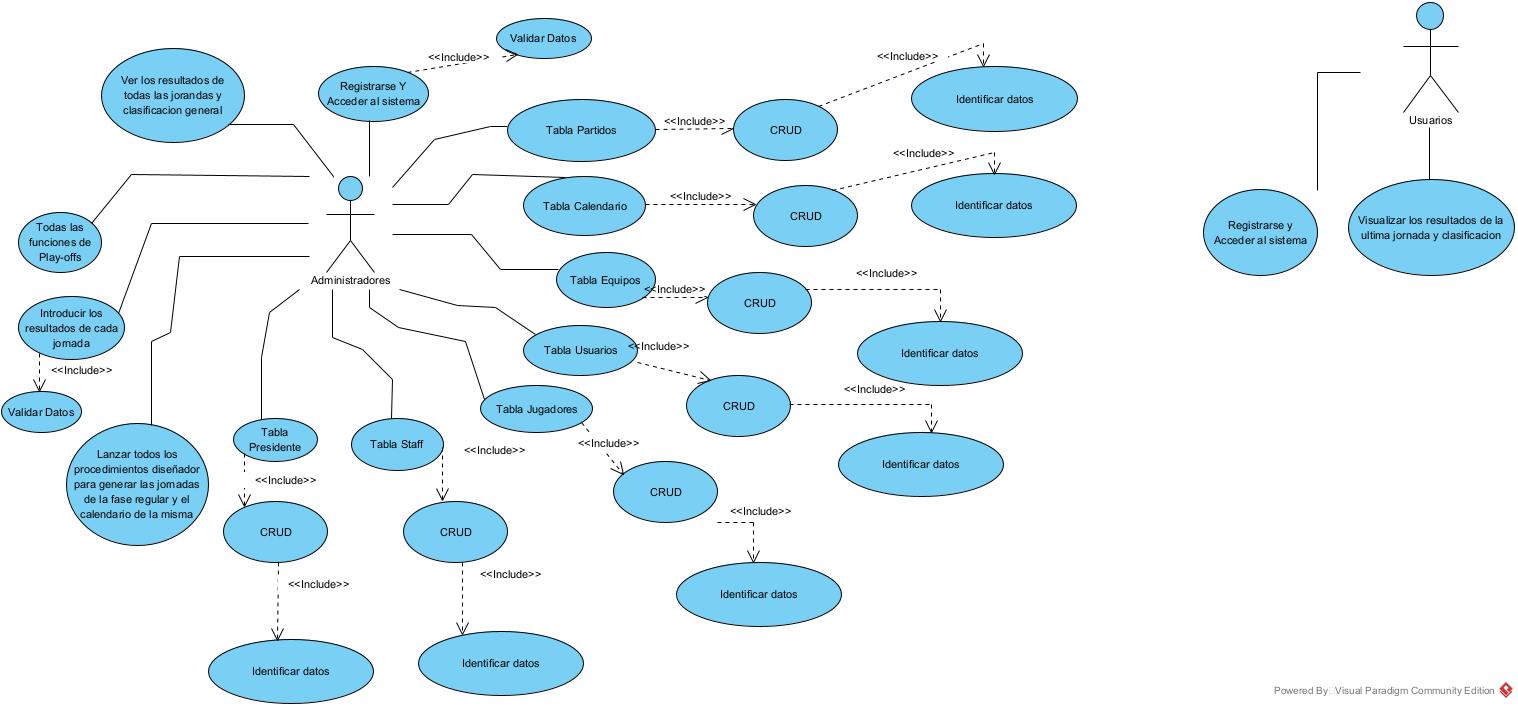 Validar Datos
<<Include>>
Ver los resultados de
todas las jorandas y
clasificacion general
Registrarse Y
Acceder al sistema
<<Include>>
Identificar datos
Tabla Partidos
<<Include>>
CRUD
Usuarios
<<Include>>
Tabla Calendario
<<Include>>
CRUD
Identificar datos
Todas las
funciones de
Play-offs
Registrarse y
Acceder al sistema
Visualizar los resultados de la
ultima jornada y clasificacion
Administradores
Tabla Equipos
<<Include>>
CRUD
<<Include>>
Introducir los
resultados de cada
jornada
<<Include>>
Validar Datos
Tabla Usuarios
<<Include>>
Identificar datos
CRUD
<<Include>>
Tabla Jugadores
Tabla
Presidente
Tabla Staff
<<Include>>
<<Include>>
Identificar datos
Lanzar todos los
procedimientos diseñador
para generar las jornadas
de la fase regular y el
calendario de la misma
<<Include>>
CRUD
<<Include>>
CRUD
CRUD
<<Include>>
<<Include>>
Identificar datos
Identificar datos
Identificar datos
Powered By Visual Paradigm Community Edition